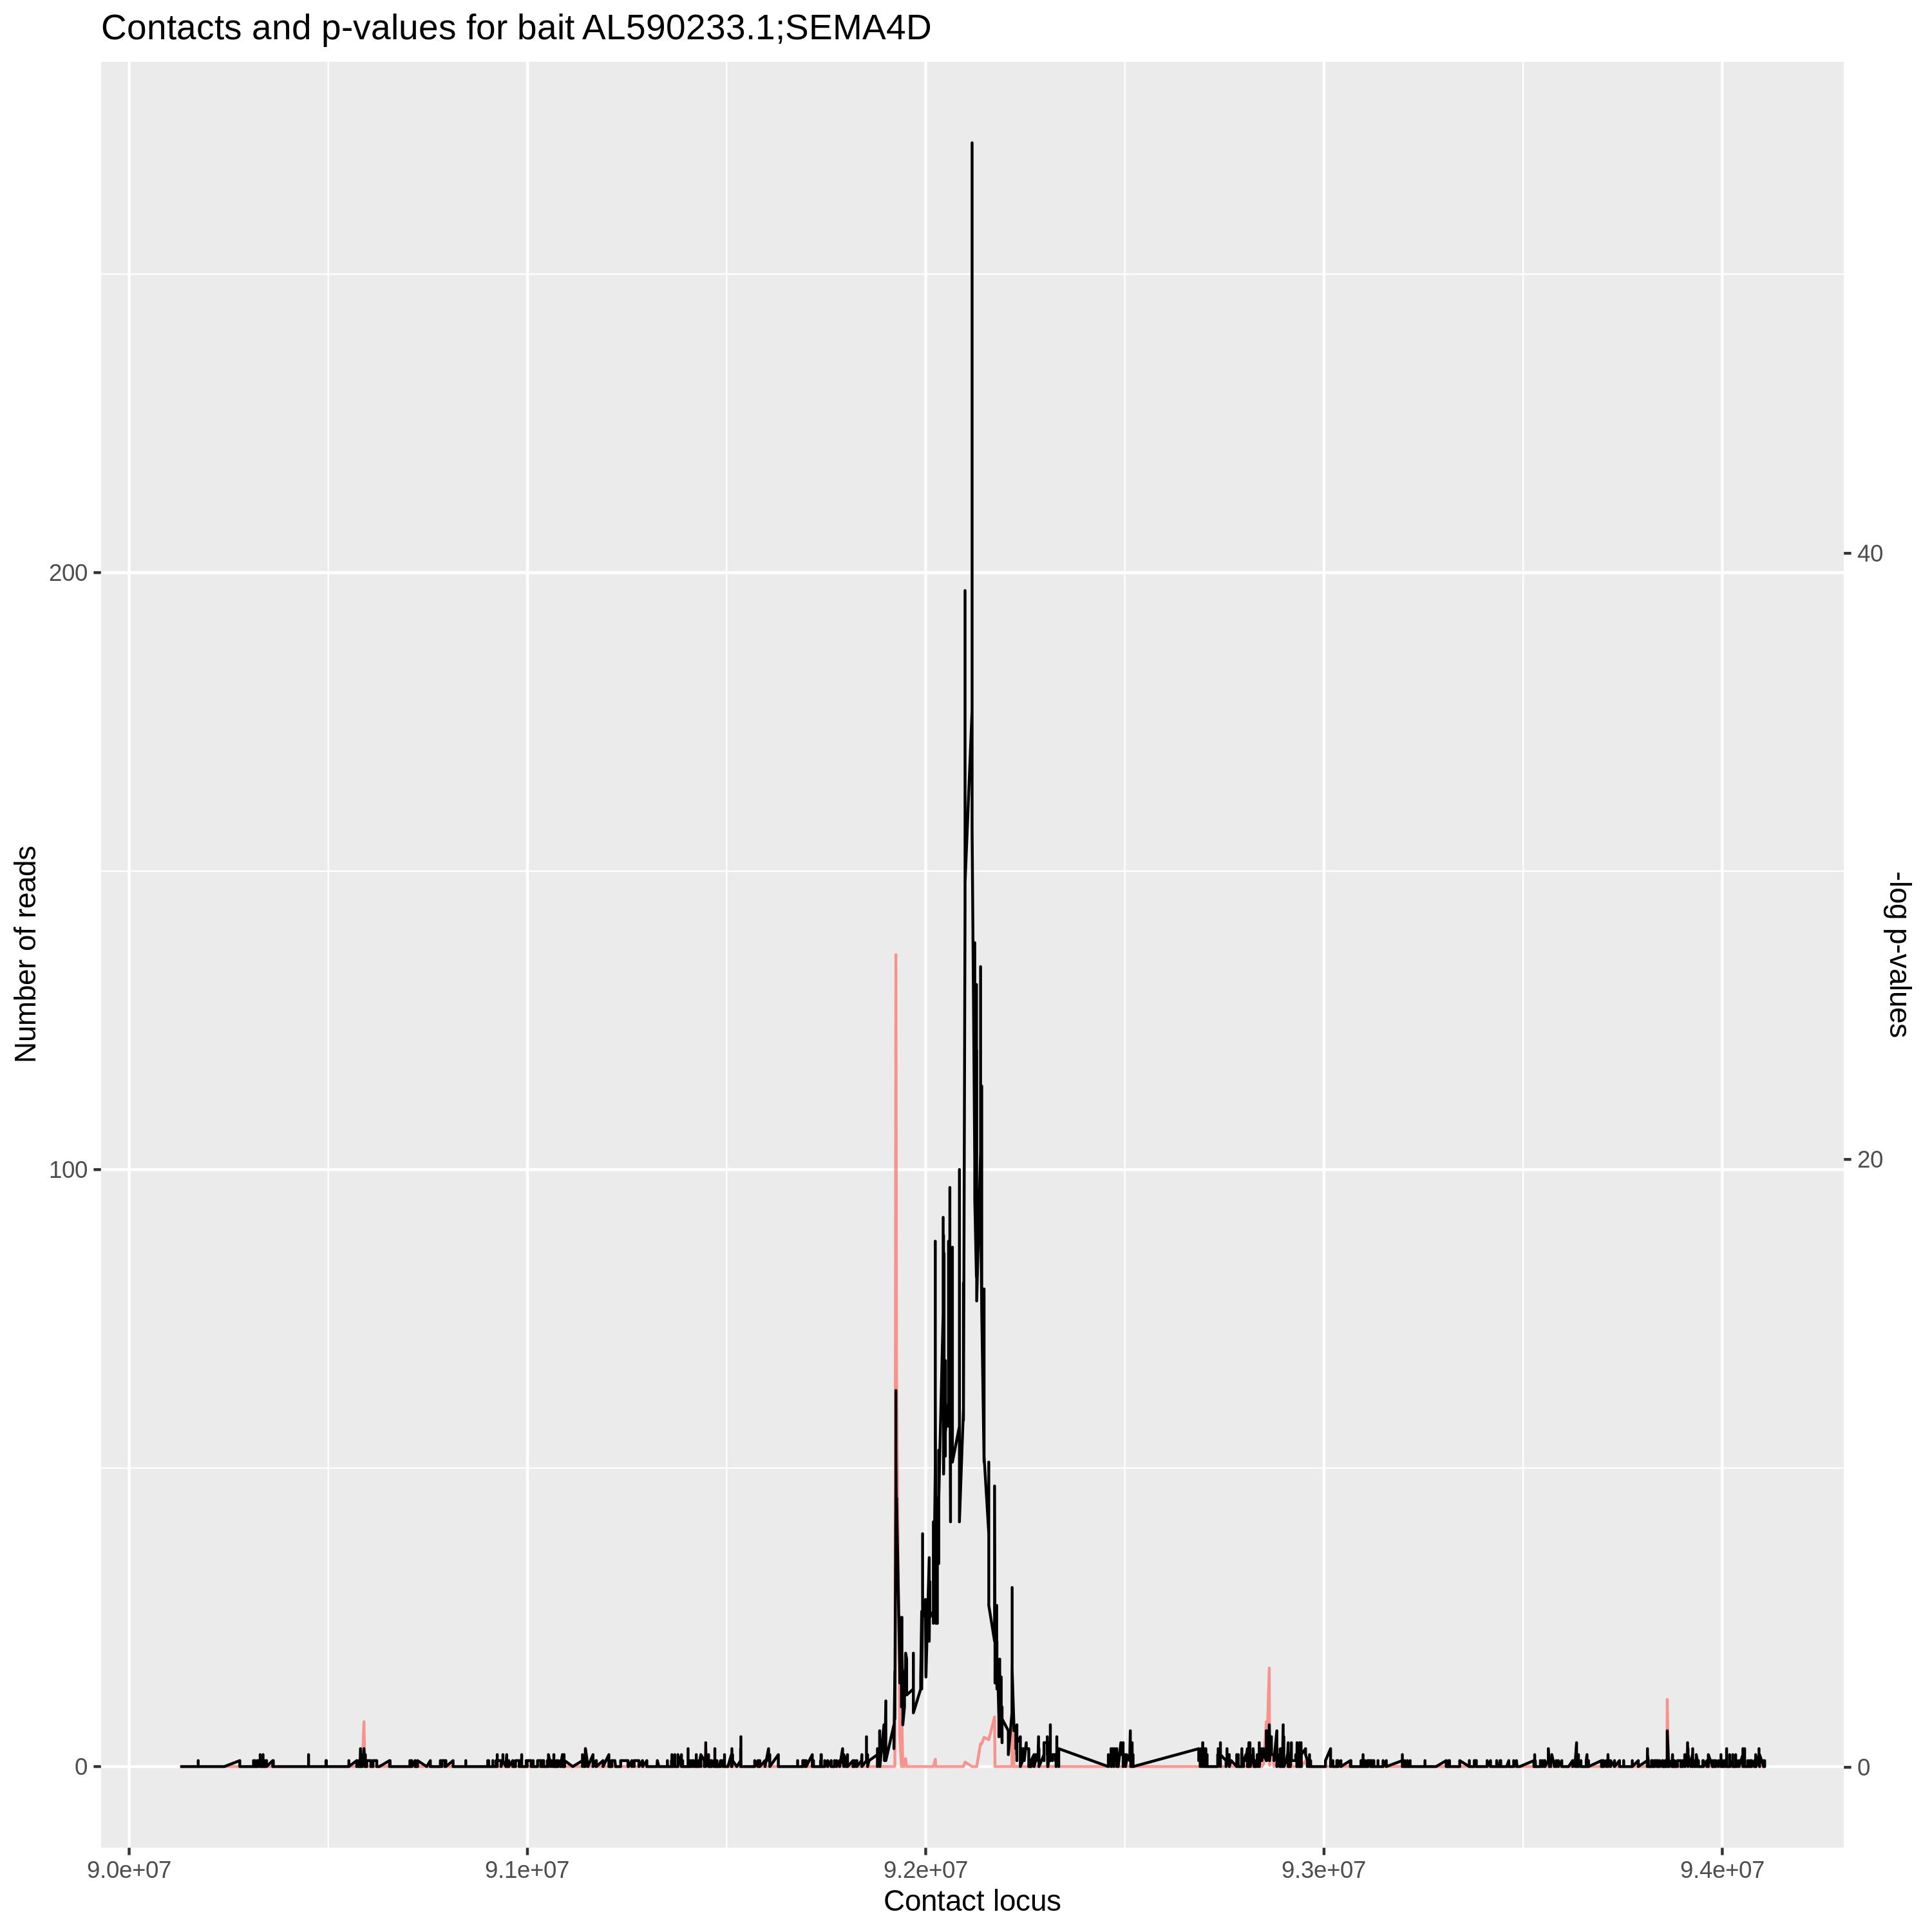 Contacts and p-values for bait AL590233.1;SEMA4D
Number of reads
200
100
0
-log p-values
40
20
0
9.0e+07
9.1e+07
9.2e+07
9.3e+07
9.4e+07
Contact locus